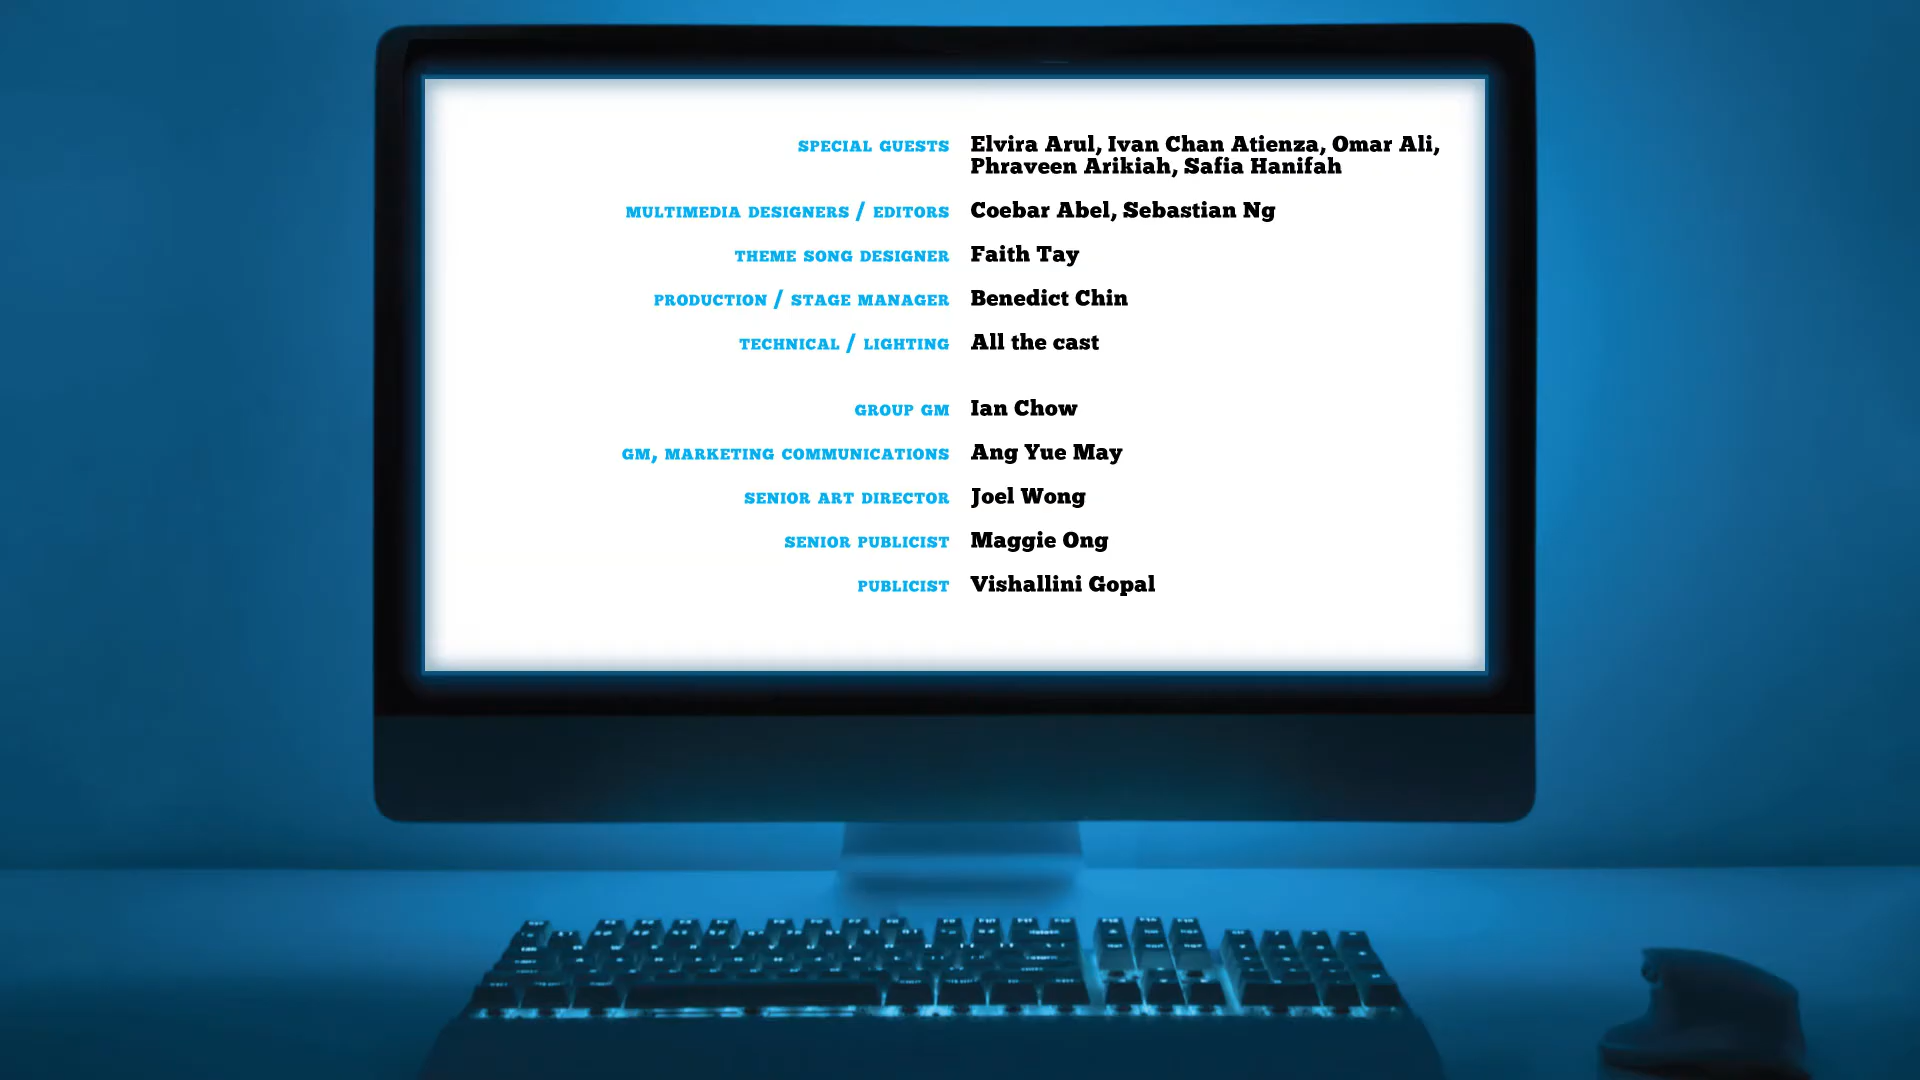 SPECIAL GUESTS Elvira Arul, Ivan Chan Atienza, Omar Ali,
Phraveen Arikiah, Safia Hanifah
MULTIMEDIA DESIGNERS / EDITORS Coebar Abel, Sebastian Ng
THEME SONG DESIGNER Faith Tay
PRODUCTION / STAGE MANAGER Benedict Chin
TECHNICAL / LIGHTING All the cast
GROUP GM Ian Chow
GM, MARKETING COMMUNICATIONS Ang Yue May
SENIOR ART DIRECTOR Joel Wong
SENIOR PUBLICIST Maggie Ong
PUBLICIST Vishallini Gopal